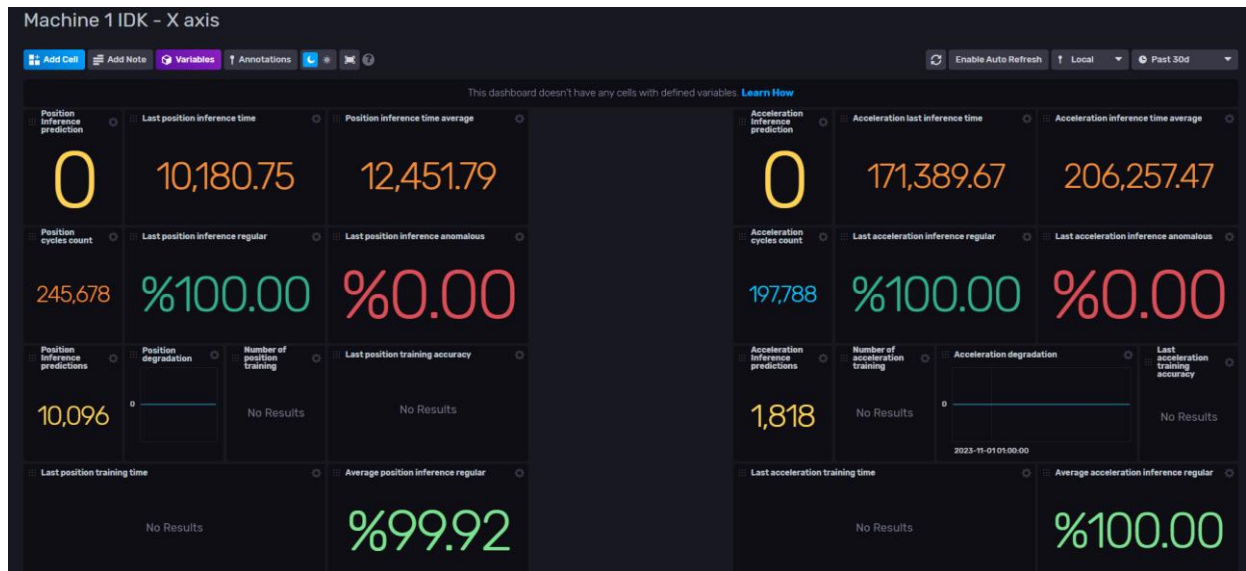 Machine 1 IDK - X axis
Add Cell
Add Note
Variables
Annotations
Enable Auto Refresh
Local
Past 30d
This dashboard doesn't have any cells with defined variables. Learn How
Position
Inference
prediction
0
Last position inference time
10,180.75
Position inference time average
12,451.79
Acceleration
Inference
prediction
0
Acceleration last inference time
171,389.67
Acceleration inference time average
206,257.47
Position
cycles count
245,678
Last position inference regular
%100.00
Last position inference anomalous
%0.00
Acceleration
cycles count
197,788
Last acceleration inference regular
%100.00
Last acceleration inference anomalous
%0.00
Position
Inference
predictions
10,096
Position
degradation
0
Number of
position
training
No Results
Last position training accuracy
No Results
Acceleration
Inference
predictions
1,818
Number of
acceleration
training
No Results
Acceleration degradation
0
2023-11-01 01:00:00
Last
acceleration
training
accuracy
No Results
Last position training time
No Results
Average position inference regular
%99.92
Last acceleration training time
No Results
Average acceleration inference regular
%100.00